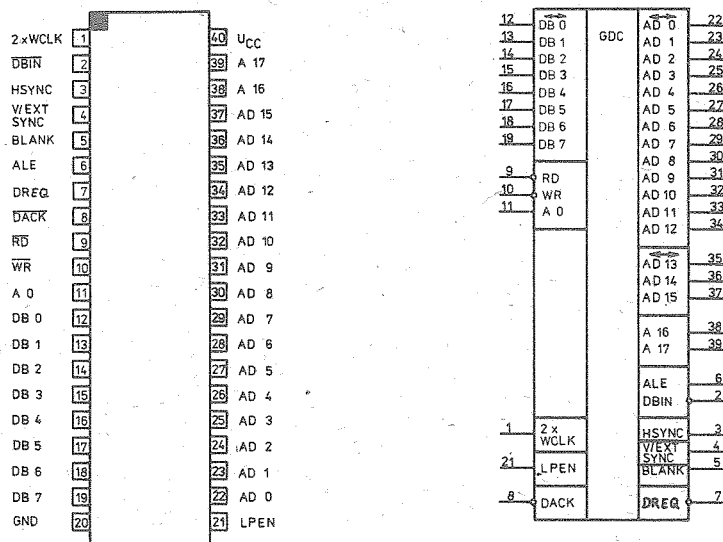 2xWCLK 1
DBIN 2
HSYNC 3
V/EXT
SYNC 4
BLANK 5
ALE 6
DREQ 7
DACK 8
RD 9
WR 10
A 0 11
DB 0 12
DB 1 13
DB 2 14
DB 3 15
DB 4 16
DB 5 17
DB 6 18
DB 7 19
GND 20
40 UCC
39 A 17
38 A 16
37 AD 15
36 AD 14
35 AD 13
34 AD 12
33 AD 11
32 AD 10
31 AD 9
30 AD 8
29 AD 7
28 AD 6
27 AD 5
26 AD 4
25 AD 3
24 AD 2
23 AD 1
22 AD 0
21 LPEN
12 DB 0
13 DB 1
14 DB 2
15 DB 3
16 DB 4
17 DB 5
18 DB 6
19 DB 7
9 RD
10 WR
11 A 0
1 2 x
WCLK
21 LPEN
8 DACK
GDC
AD 0 22
AD 1 23
AD 2 24
AD 3 25
AD 4 26
AD 5 27
AD 6 28
AD 7 29
AD 8 30
AD 9 31
AD 10 32
AD 11 33
AD 12 34
AD 13 35
AD 14 36
AD 15 37
A 16 38
A 17 39
ALE 6
DBIN 2
HSYNC 3
V/EXT 4
SYNC
BLANK 5
DREQ 7